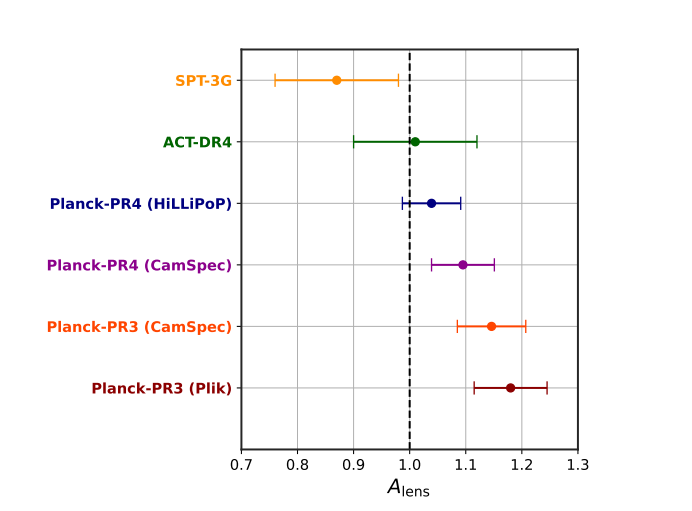 SPT-3G
ACT-DR4
Planck-PR4 (HiLLiPoP)
Planck-PR4 (CamSpec)
Planck-PR3 (CamSpec)
Planck-PR3 (Plik)
0.7 0.8 0.9 1.0 1.1 1.2 1.3
A_lens